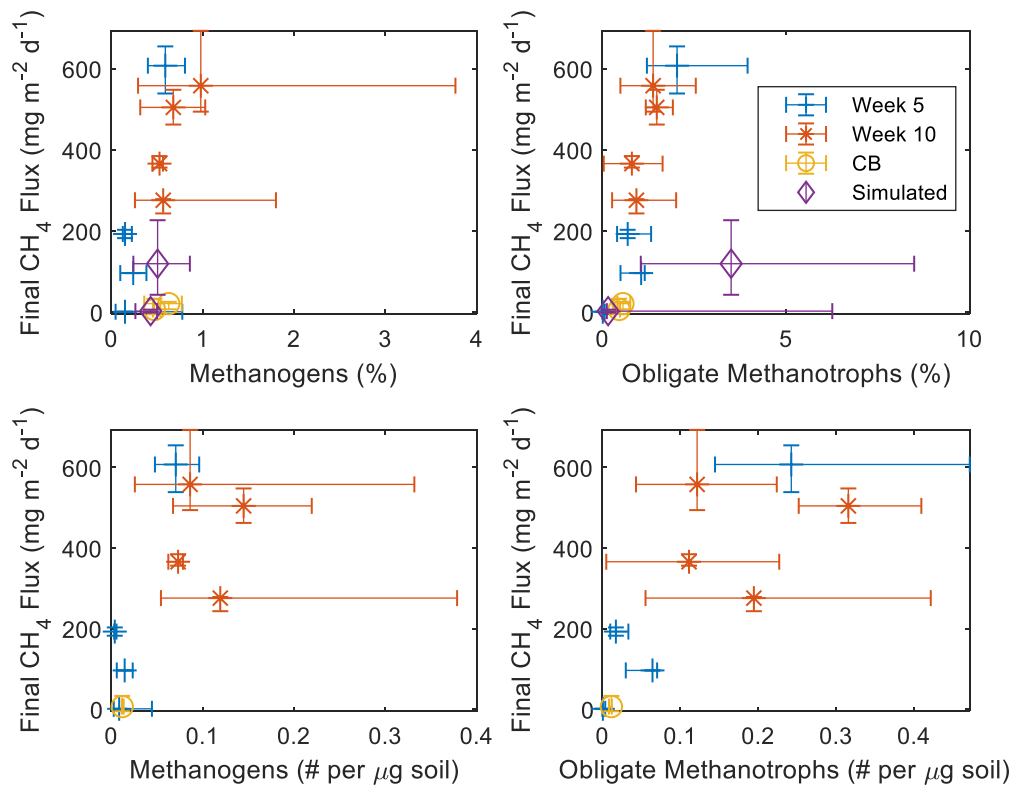 Final CH4 Flux (mg m-2 d-1)
600
400
200
0
0
1
2
3
4
Methanogens (%)
Final CH4 Flux (mg m-2 d-1)
600
400
200
0
0
5
10
Obligate Methanotrophs (%)
Week 5
Week 10
CB
Simulated
Final CH4 Flux (mg m-2 d-1)
600
400
200
0
0
0.1
0.2
0.3
0.4
Methanogens (# per μg soil)
Final CH4 Flux (mg m-2 d-1)
600
400
200
0
0
0.1
0.2
0.3
0.4
Obligate Methanotrophs (# per μg soil)